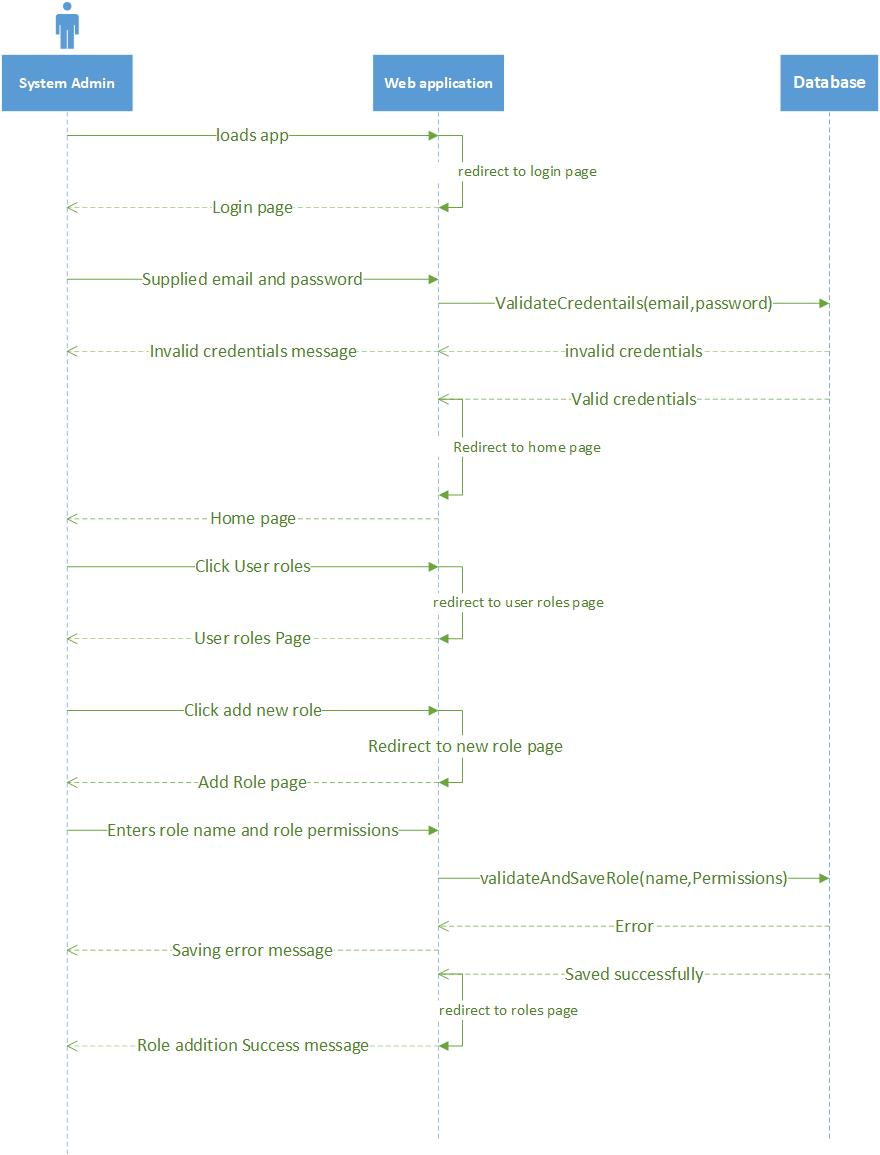 System Admin
Web application
Database
loads app
redirect to login page
Login page
Supplied email and password
ValidateCredentails(email,password)
Invalid credentials message
invalid credentials
Valid credentials
Redirect to home page
Home page
Click User roles
redirect to user roles page
User roles Page
Click add new role
Redirect to new role page
Add Role page
Enters role name and role permissions
validateAndSaveRole(name,Permissions)
Error
Saving error message
Saved successfully
redirect to roles page
Role addition Success message